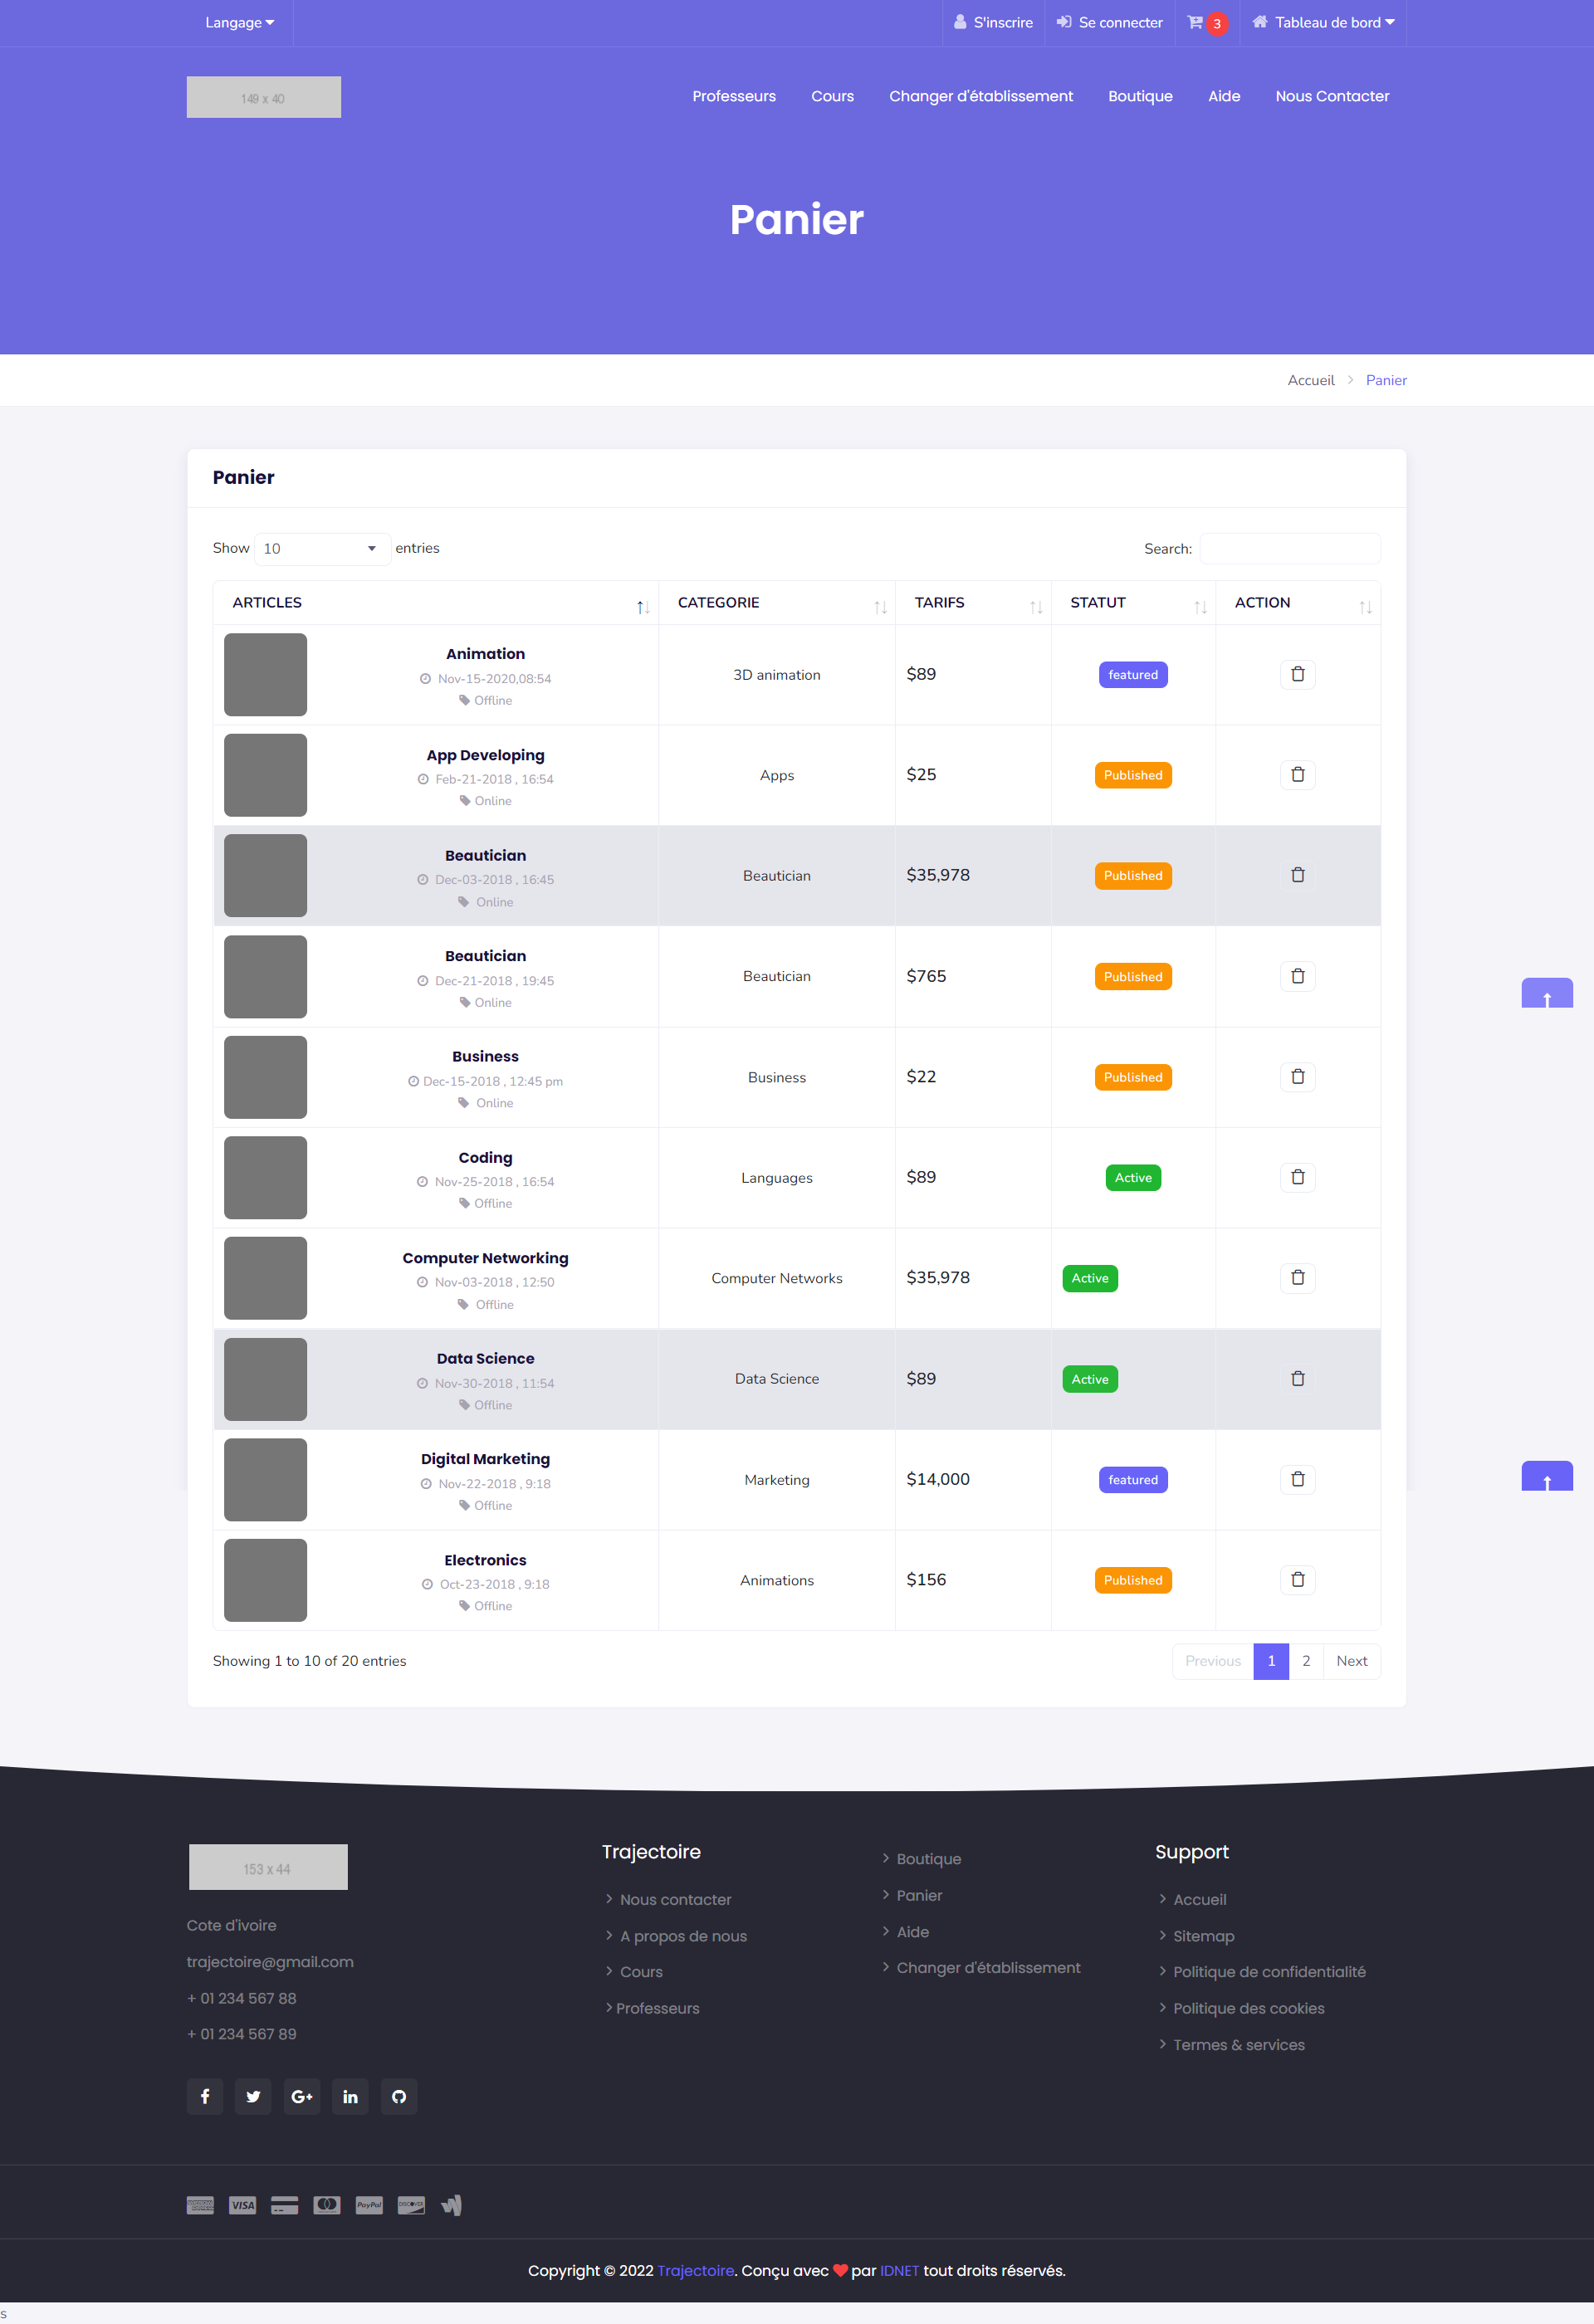 Langage
S'inscrire
Se connecter
3
Tableau de bord
149 x 40
Professeurs
Cours
Changer d'établissement
Boutique
Aide
Nous Contacter
Panier
Accueil
Panier
Panier
Show 10 entries
Search:
ARTICLES
CATEGORIE
TARIFS
STATUT
ACTION
Animation
Nov-15-2020,08:54
Offline
3D animation
$89
featured
App Developing
Feb-21-2018 , 16:54
Online
Apps
$25
Published
Beautician
Dec-03-2018 , 16:45
Online
Beautician
$35,978
Published
Beautician
Dec-21-2018 , 19:45
Online
Beautician
$765
Published
Business
Dec-15-2018 , 12:45 pm
Online
Business
$22
Published
Coding
Nov-25-2018 , 16:54
Offline
Languages
$89
Active
Computer Networking
Nov-03-2018 , 12:50
Offline
Computer Networks
$35,978
Active
Data Science
Nov-30-2018 , 11:54
Offline
Data Science
$89
Active
Digital Marketing
Nov-22-2018 , 9:18
Offline
Marketing
$14,000
featured
Electronics
Oct-23-2018 , 9:18
Offline
Animations
$156
Published
Showing 1 to 10 of 20 entries
Previous
1
2
Next
153 x 44
Cote d'ivoire
trajectoire@gmail.com
+ 01 234 567 88
+ 01 234 567 89
Trajectoire
Nous contacter
A propos de nous
Cours
Professeurs
Boutique
Panier
Aide
Changer d'établissement
Support
Accueil
Sitemap
Politique de confidentialité
Politique des cookies
Termes & services
VISA
PayPal
DISCOVER
Copyright © 2022 Trajectoire. Conçu avec ❤ par IDNET tout droits réservés.
s